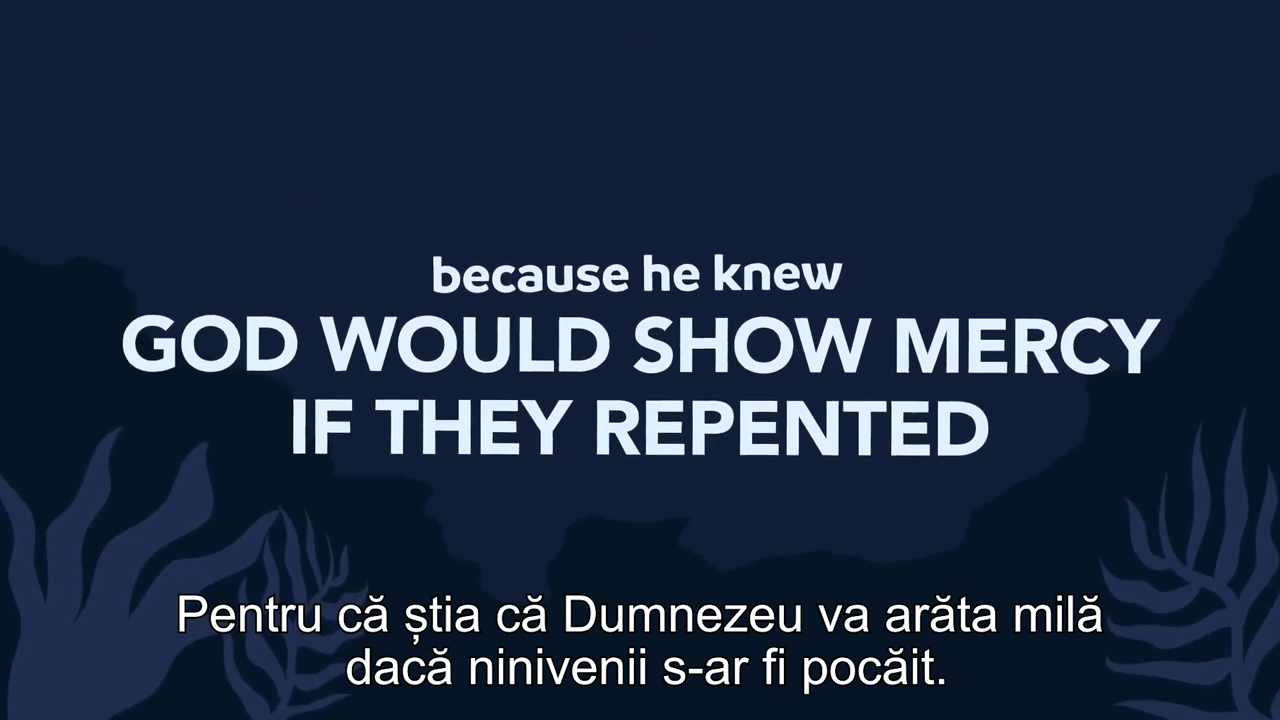 because he knew
GOD WOULD SHOW MERCY
IF THEY REPENTED
Pentru că știa că Dumnezeu va arăta milă
dacă ninivenii s-ar fi pocăit.